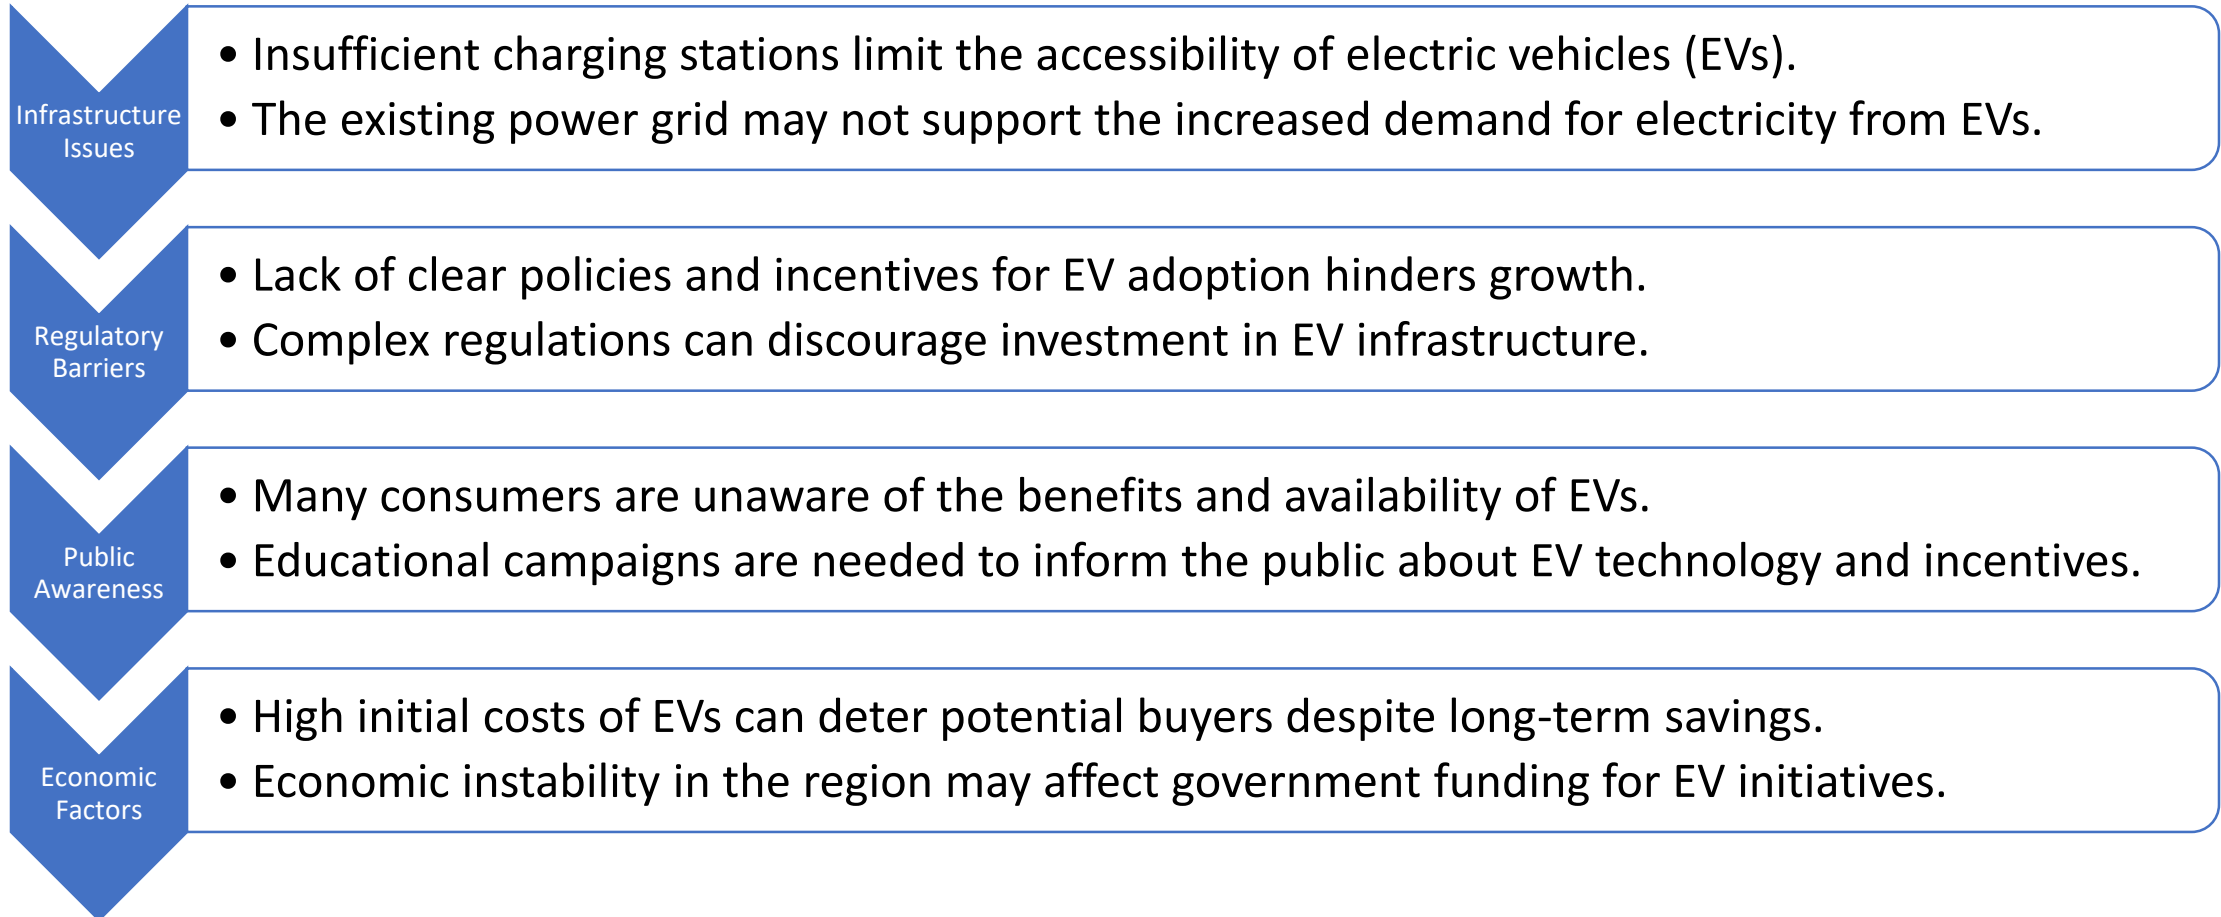 Infrastructure
Issues
• Insufficient charging stations limit the accessibility of electric vehicles (EVs).
• The existing power grid may not support the increased demand for electricity from EVs.
Regulatory
Barriers
• Lack of clear policies and incentives for EV adoption hinders growth.
• Complex regulations can discourage investment in EV infrastructure.
Public
Awareness
• Many consumers are unaware of the benefits and availability of EVs.
• Educational campaigns are needed to inform the public about EV technology and incentives.
Economic
Factors
• High initial costs of EVs can deter potential buyers despite long-term savings.
• Economic instability in the region may affect government funding for EV initiatives.